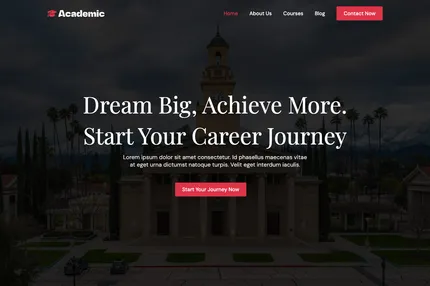 Academic
Home About Us Courses Blog Contact Now
Dream Big, Achieve More.
Start Your Career Journey
Lorem ipsum dolor sit amet consectetur. Id phasellus maecenas vitae
at eget urna dictumst natoque turpis. Velit eget interdum iaculis.
Start Your Journey Now